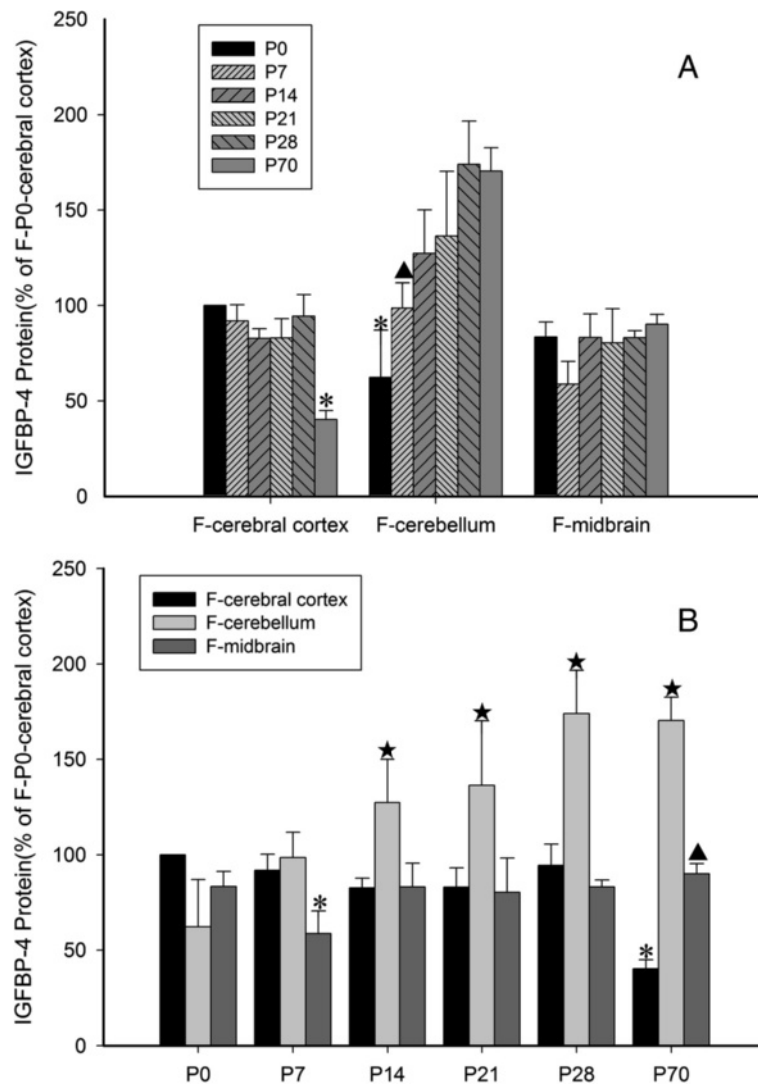 250
200
150
100
50
0
IGFBP-4 Protein(% of F-P0-cerebral cortex)
P0
P7
P14
P21
P28
P70
A
*
*
▲
F-cerebral cortex F-cerebellum F-midbrain
250
200
150
100
50
0
IGFBP-4 Protein(% of F-P0-cerebral cortex)
F-cerebral cortex
F-cerebellum
F-midbrain
B
*
★
★
★
★
*
▲
P0 P7 P14 P21 P28 P70